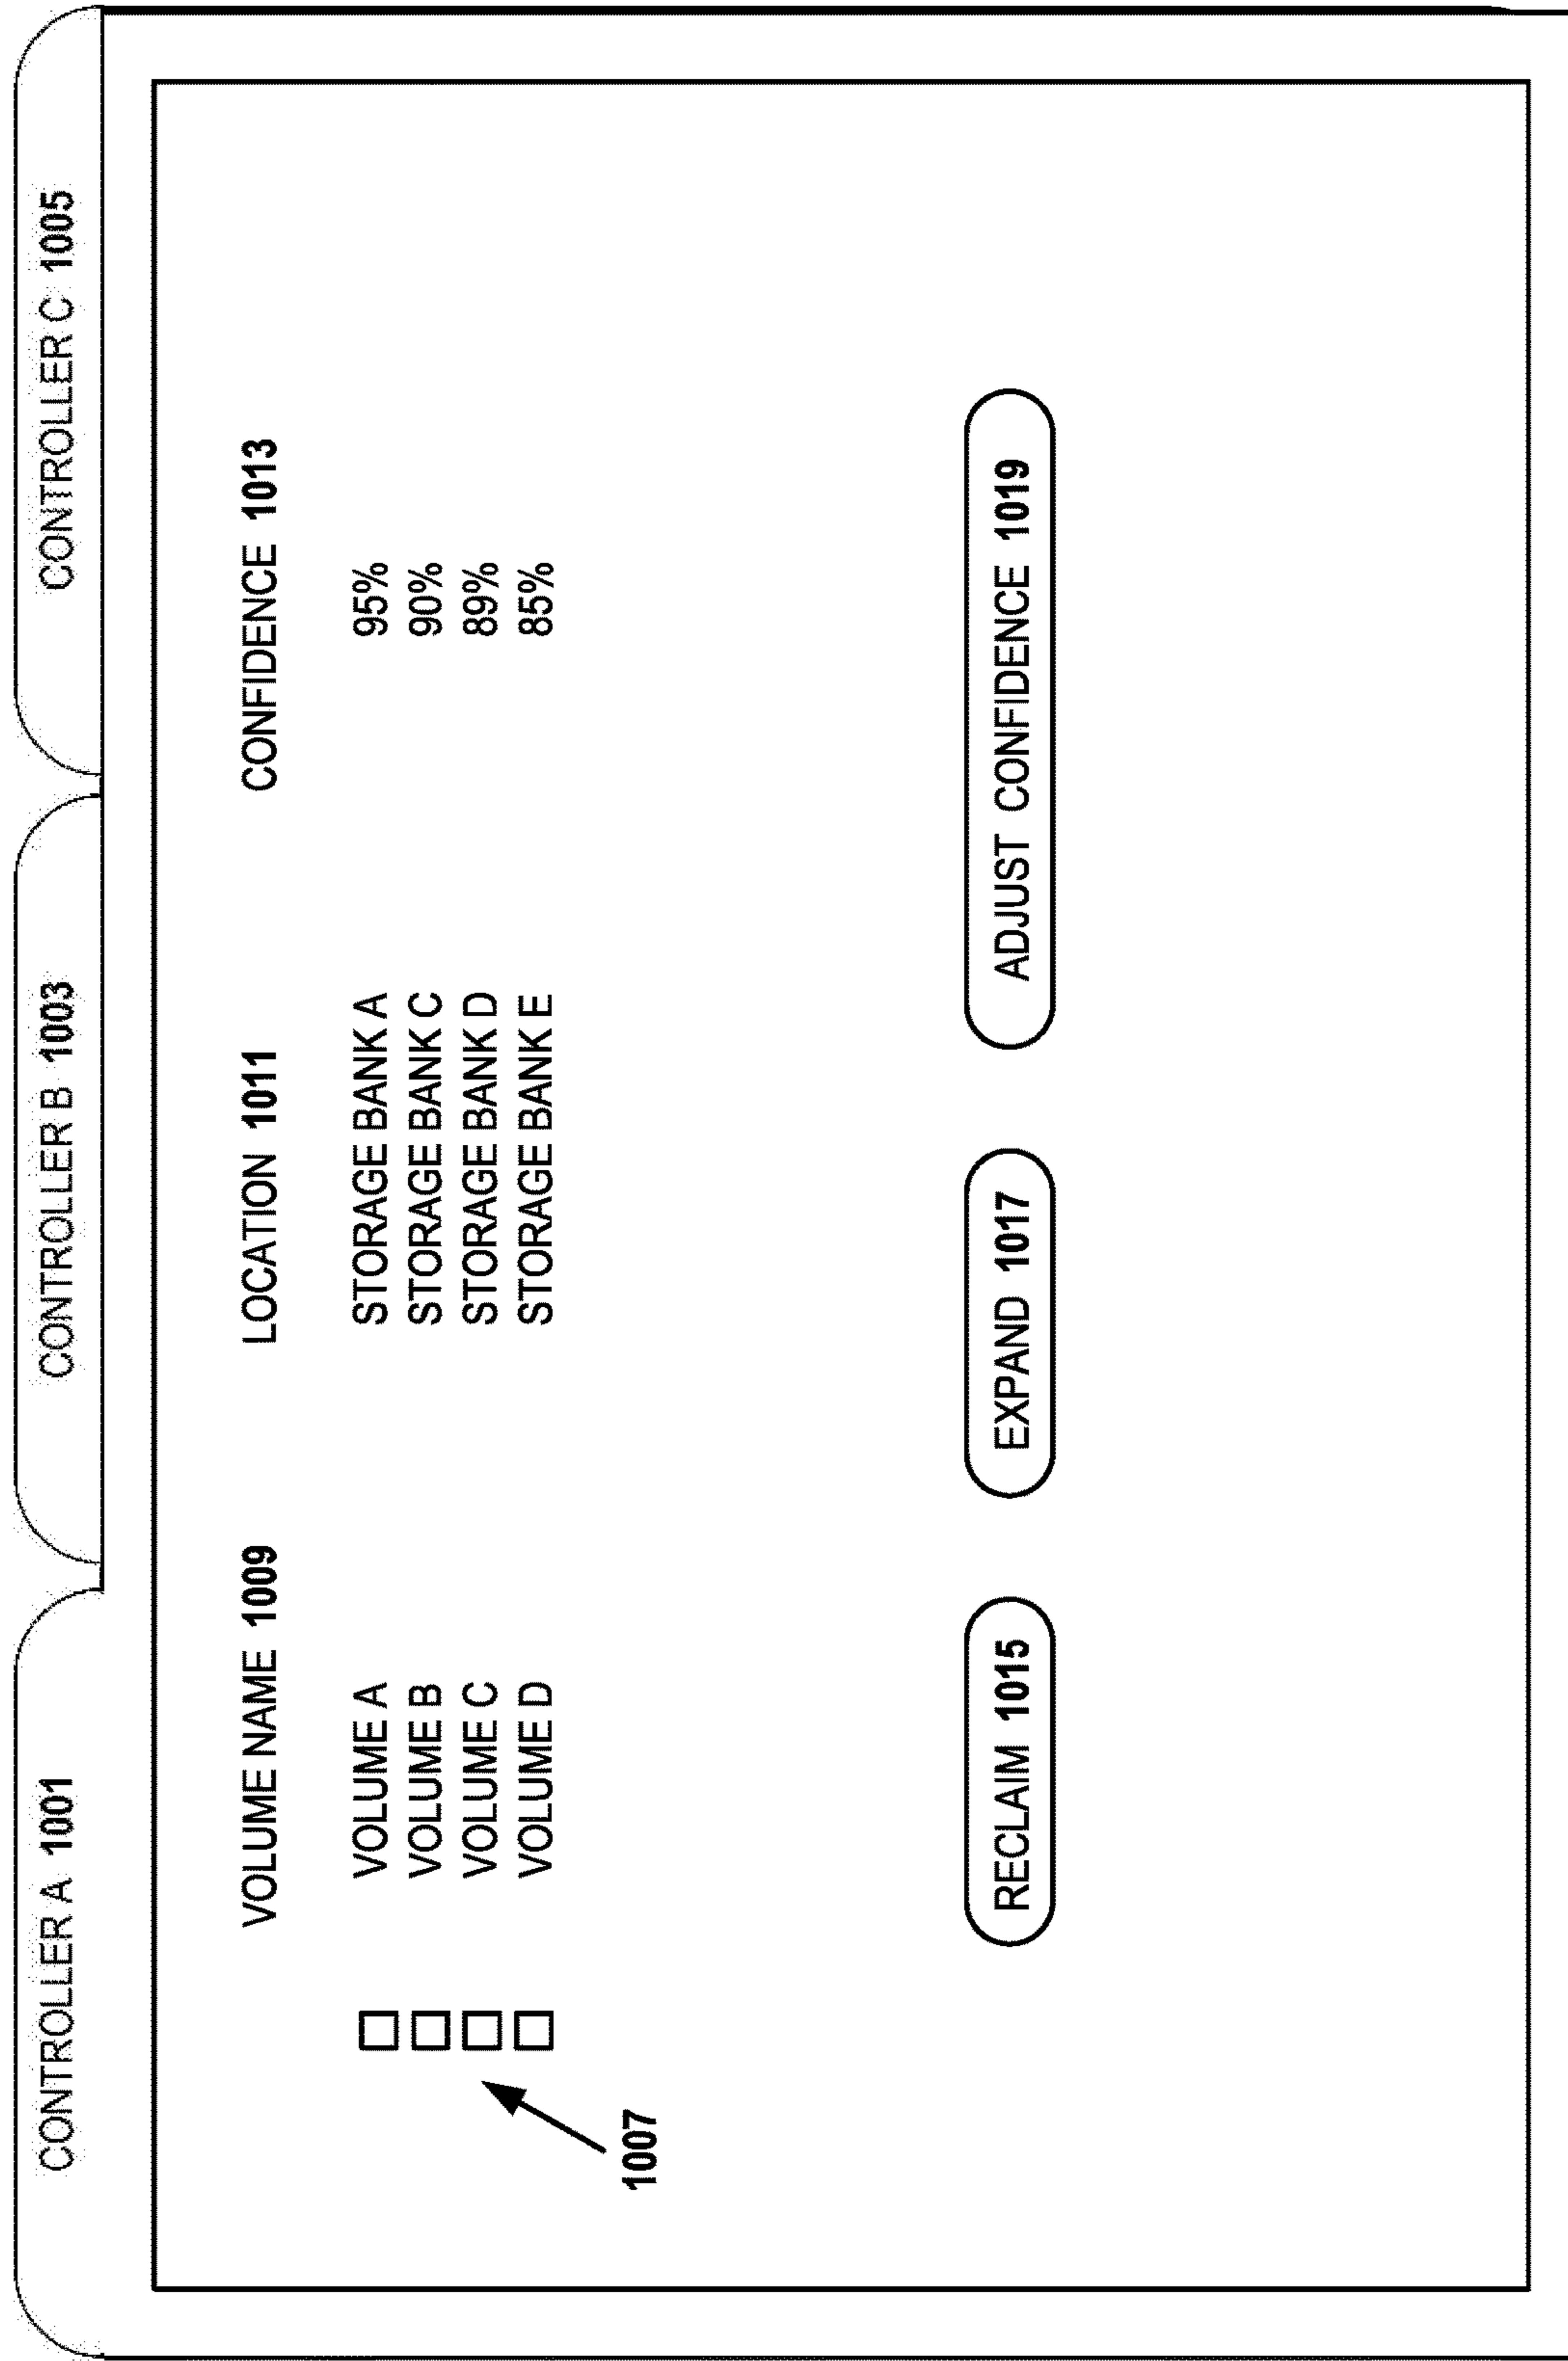 CONTROLLER A 1001 CONTROLLER B 1003 CONTROLLER C 1005
VOLUME NAME 1009 LOCATION 1011 CONFIDENCE 1013
VOLUME A STORAGE BANK A 95%
VOLUME B STORAGE BANK C 90%
VOLUME C STORAGE BANK D 89%
VOLUME D STORAGE BANK E 85%
1007
RECLAIM 1015 EXPAND 1017 ADJUST CONFIDENCE 1019